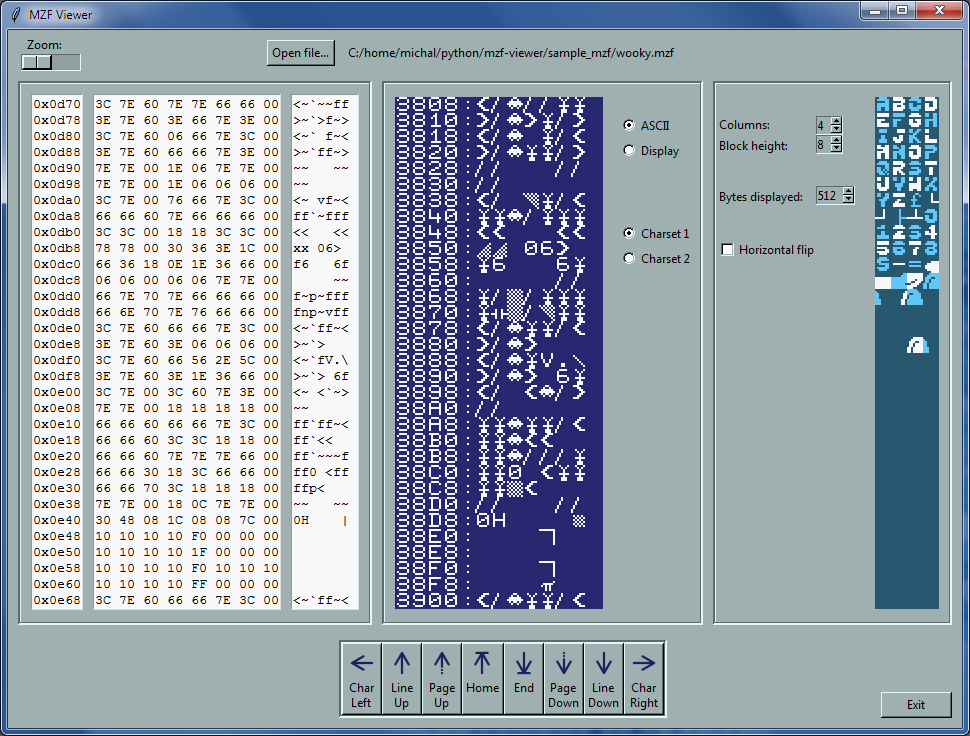 MZF Viewer
Zoom:
Open file...
C:/home/michal/python/mzf-viewer/sample_mzf/wooky.mzf
0x0d70 3C 7E 60 7E 7E 66 66 00 <~`~~ff
0x0d78 3E 7E 60 3E 66 7E 3E 00 >~`>f~>
0x0d80 3C 7E 60 06 66 7E 3C 00 <~` f~<
0x0d88 3E 7E 60 66 66 7E 3E 00 >~`ff~>
0x0d90 7E 7E 00 1E 06 7E 7E 00 ~~ ~~
0x0d98 7E 7E 00 1E 06 06 06 00 ~~
0x0da0 3C 7E 00 76 66 7E 3C 00 <~ vf~<
0x0da8 66 66 60 7E 66 66 66 00 ff`~fff
0x0db0 3C 3C 00 18 18 3C 3C 00 << <<
0x0db8 78 78 00 30 36 3E 1C 00 xx 06>
0x0dc0 66 36 18 0E 1E 36 66 00 f6 6f
0x0dc8 06 06 00 06 06 7E 7E 00 ~~
0x0dd0 66 7E 70 7E 66 66 66 00 f~p~fff
0x0dd8 66 6E 70 7E 76 66 66 00 fnp~vff
0x0de0 3C 7E 60 66 66 7E 3C 00 <~`ff~<
0x0de8 3E 7E 60 3E 06 06 06 00 >~`>
0x0df0 3C 7E 60 66 56 2E 5C 00 <~`fV.\
0x0df8 3E 7E 60 3E 1E 36 66 00 >~`> 6f
0x0e00 3C 7E 00 3C 60 7E 3E 00 <~ <`~>
0x0e08 7E 7E 00 18 18 18 18 00 ~~
0x0e10 66 66 60 66 66 7E 3C 00 ff`ff~<
0x0e18 66 66 60 3C 3C 18 18 00 ff`<<
0x0e20 66 66 60 7E 7E 7E 66 00 ff`~~~f
0x0e28 66 66 30 18 3C 66 66 00 ff0 <ff
0x0e30 66 66 70 3C 18 18 18 00 ffp<
0x0e38 7E 7E 00 18 0C 7E 7E 00 ~~ ~~
0x0e40 30 48 08 1C 08 08 7C 00 0H |
0x0e48 10 10 10 10 F0 00 00 00
0x0e50 10 10 10 10 1F 00 00 00
0x0e58 10 10 10 10 F0 10 10 10
0x0e60 10 10 10 10 FF 00 00 00
0x0e68 3C 7E 60 66 66 7E 3C 00 <~`ff~<
3808:</ // ¥¥
3810:>/ > ¥/>
3818:</ ¥/<
3820:>/ ¥¥/>
3828:// //
3830://
3838:</ ¥/<
3840:¥¥ / ¥¥¥
3848:<< <<
3850: 06>
3858:¥6 6¥
3860: //
3868:¥/ / ¥¥¥
3870:¥ / ¥¥
3878:</ ¥¥/<
3880:>/ >
3888:</ ¥V.\
3890:>/ > 6¥
3898:</ < />
38A0://
38A8:¥¥ ¥¥/<
38B0:¥¥ <<
38B8:¥¥ ///¥
38C0:¥¥0 <¥¥
38C8:¥¥ <
38D0:// //
38D8:0H
38E0:
38E8:
38F0:
38F8: π
3900:</ ¥¥/<
ASCII
Display
Charset 1
Charset 2
Columns: 4
Block height: 8
Bytes displayed: 512
Horizontal flip
ABCD
EFGH
IJKL
MNOP
QRST
UVWX
YZ£
1234
5678
Char Left
Line Up
Page Up
Home
End
Page Down
Line Down
Char Right
Exit